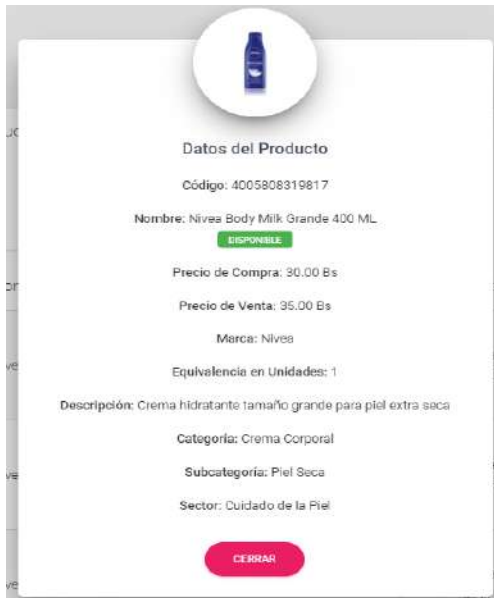 Datos del Producto
Código: 4005808319817
Nombre: Nivea Body Milk Grande 400 ML
DISPONIBLE
Precio de Compra: 30.00 Bs
Precio de Venta: 35.00 Bs
Marca: Nivea
Equivalencia en Unidades: 1
Descripción: Crema hidratante tamaño grande para piel extra seca
Categoría: Crema Corporal
Subcategoría: Piel Seca
Sector: Cuidado de la Piel
CERRAR